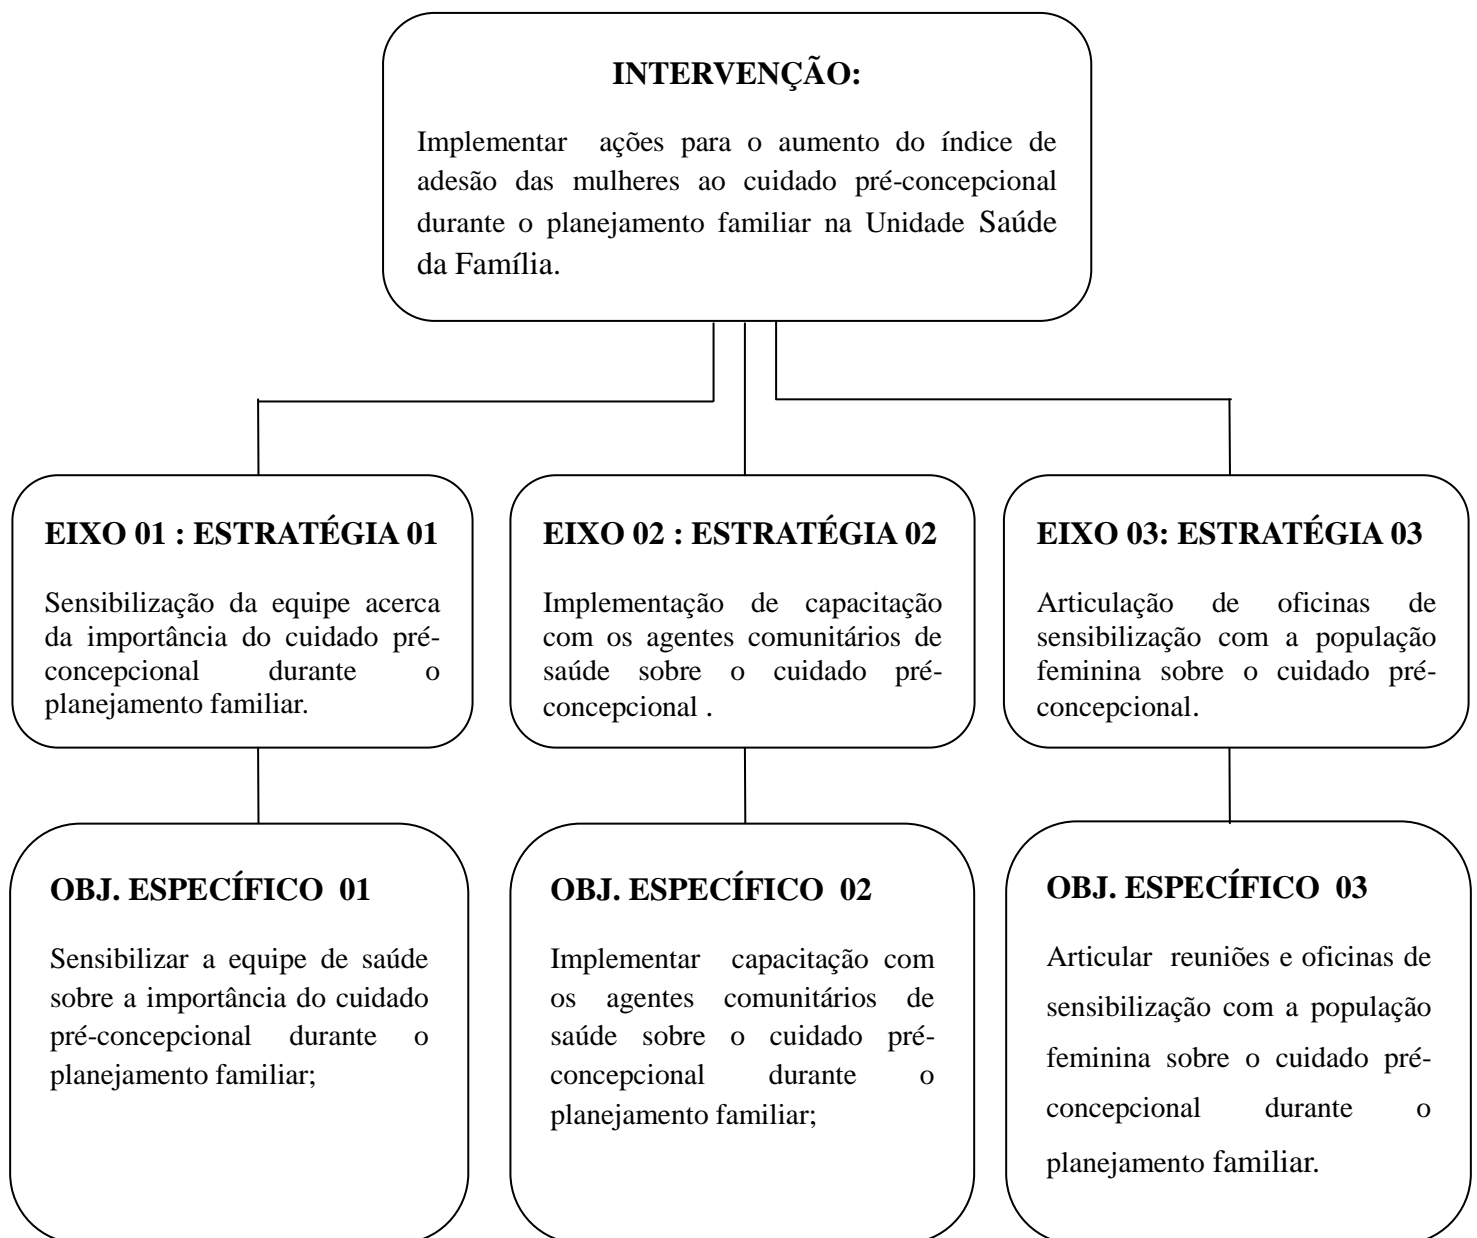 INTERVENÇÃO:
Implementar ações para o aumento do índice de
adesão das mulheres ao cuidado pré-concepcional
durante o planejamento familiar na Unidade Saúde
da Família.
EIXO 01 : ESTRATÉGIA 01
Sensibilização da equipe acerca
da importância do cuidado pré-
concepcional durante o
planejamento familiar.
EIXO 02 : ESTRATÉGIA 02
Implementação de capacitação
com os agentes comunitários de
saúde sobre o cuidado pré-
concepcional .
EIXO 03: ESTRATÉGIA 03
Articulação de oficinas de
sensibilização com a população
feminina sobre o cuidado pré-
concepcional.
OBJ. ESPECÍFICO 01
Sensibilizar a equipe de saúde
sobre a importância do cuidado
pré-concepcional durante o
planejamento familiar;
OBJ. ESPECÍFICO 02
Implementar capacitação com
os agentes comunitários de
saúde sobre o cuidado pré-
concepcional durante o
planejamento familiar;
OBJ. ESPECÍFICO 03
Articular reuniões e oficinas de
sensibilização com a população
feminina sobre o cuidado pré-
concepcional durante o
planejamento familiar.